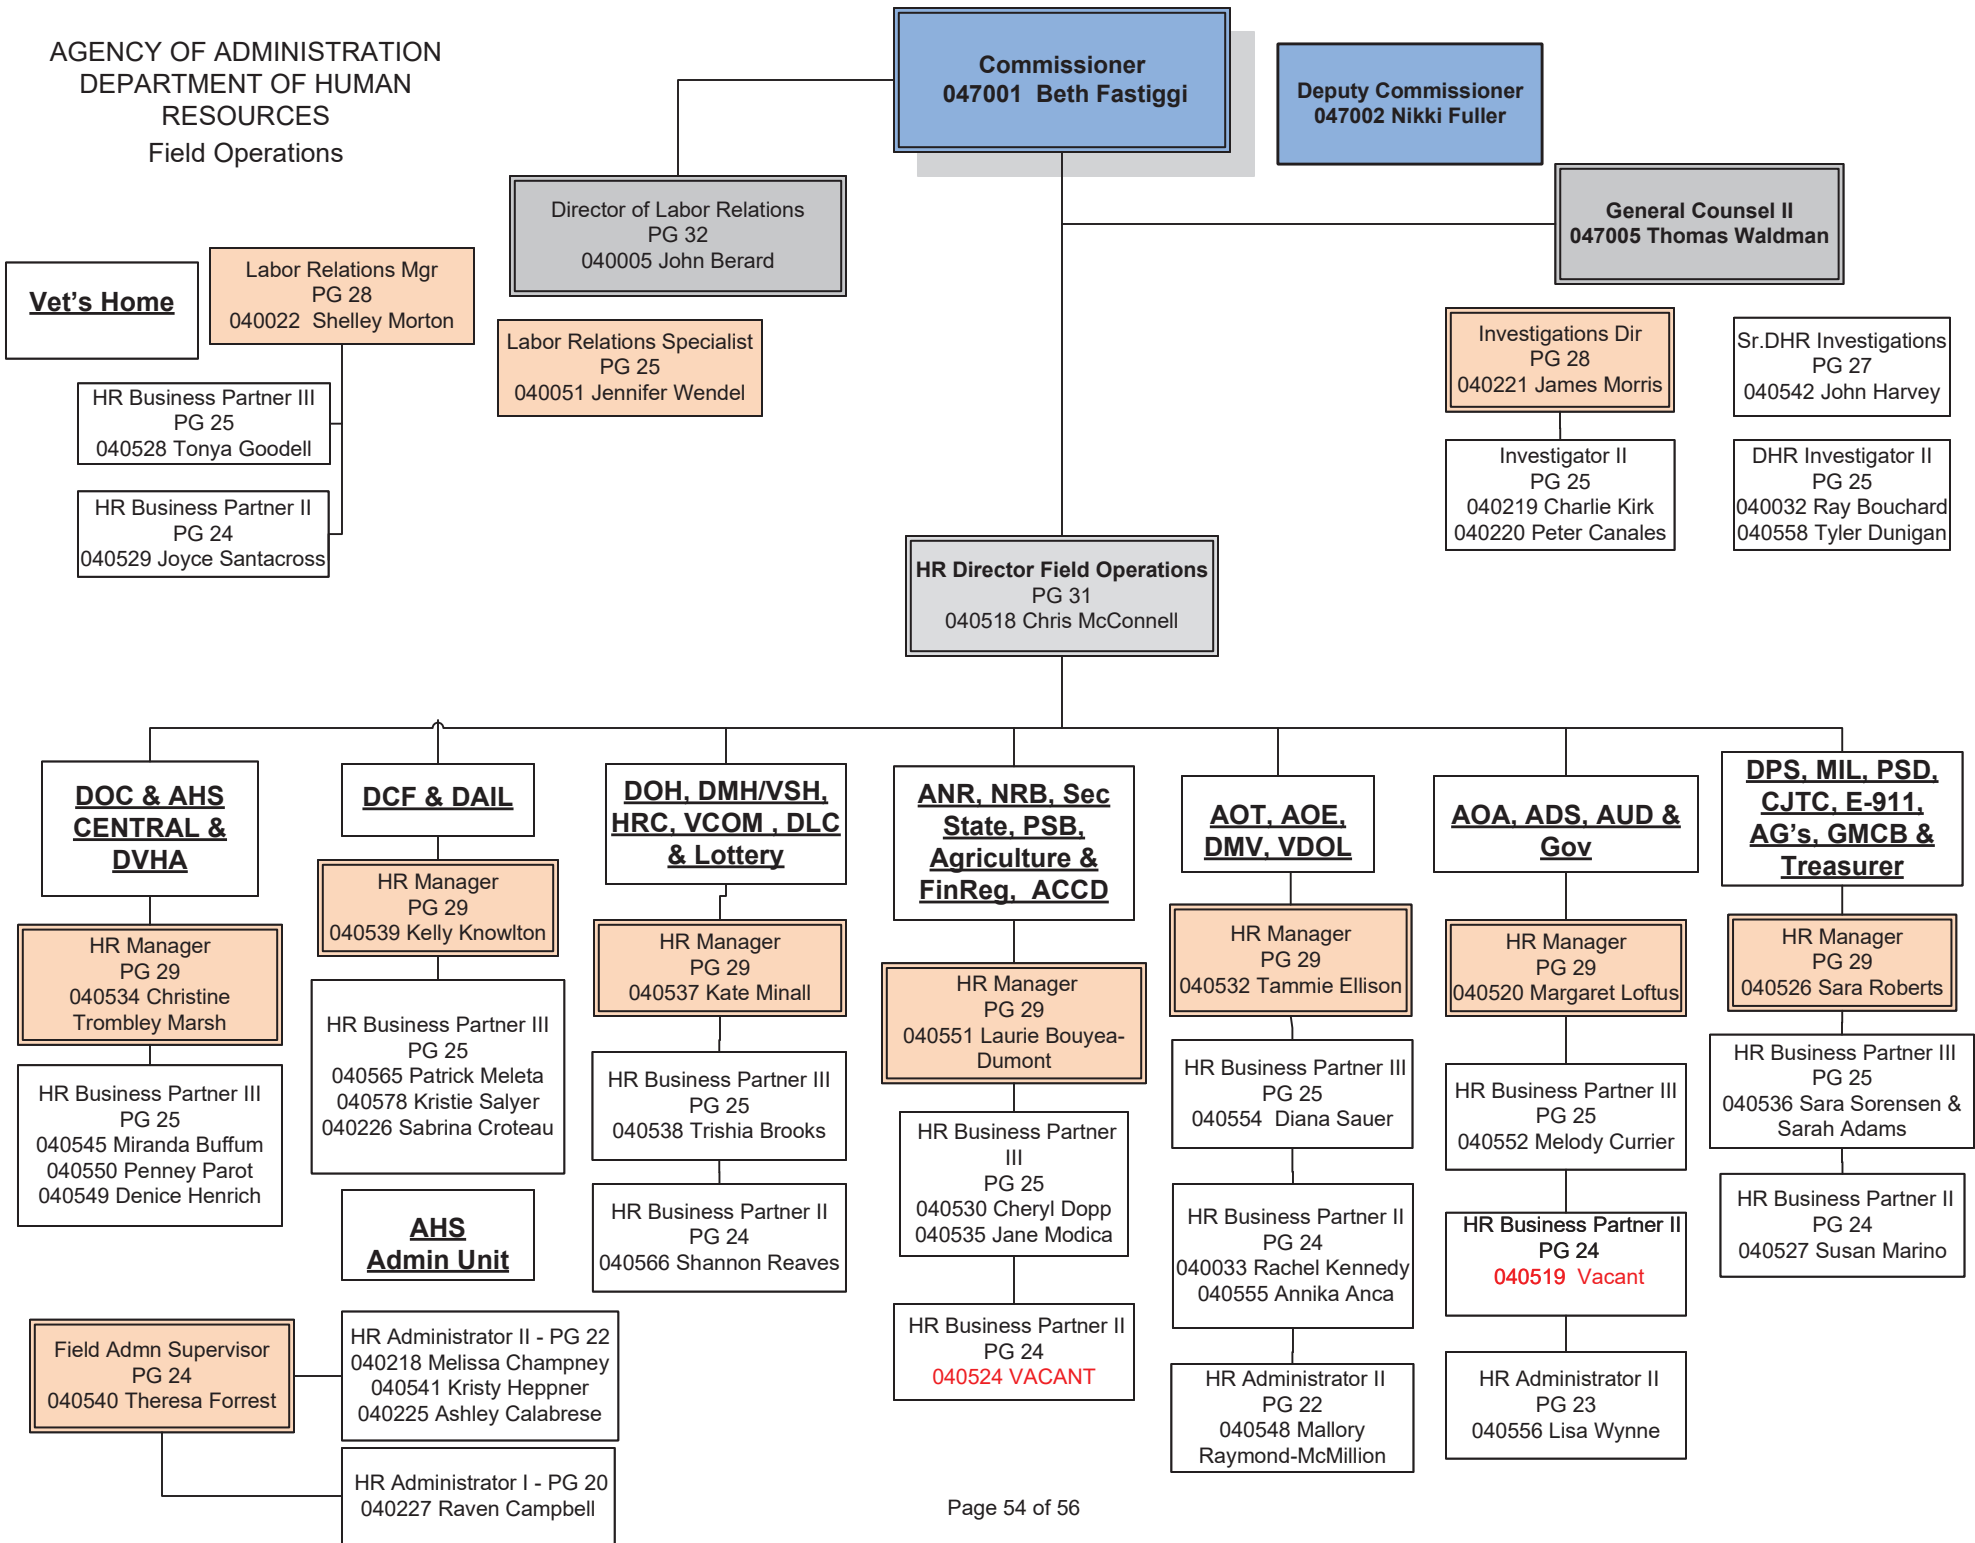 AGENCY OF ADMINISTRATION
DEPARTMENT OF HUMAN
RESOURCES
Field Operations
Commissioner
047001  Beth Fastiggi
Deputy Commissioner
047002 Nikki Fuller
Director of Labor Relations
PG 32
040005 John Berard
General Counsel II
047005 Thomas Waldman
Vet's Home
Labor Relations Mgr
PG 28
040022  Shelley Morton
Labor Relations Specialist
PG 25
040051 Jennifer Wendel
Investigations Dir
PG 28
040221 James Morris
Sr.DHR Investigations
PG 27
040542 John Harvey
HR Business Partner III
PG 25
040528 Tonya Goodell
Investigator II
PG 25
040219 Charlie Kirk
040220 Peter Canales
DHR Investigator II
PG 25
040032 Ray Bouchard
040558 Tyler Dunigan
HR Business Partner II
PG 24
040529 Joyce Santacross
HR Director Field Operations
PG 31
040518 Chris McConnell
DOC & AHS
CENTRAL &
DVHA
HR Manager
PG 29
040534 Christine
Trombley Marsh
HR Business Partner III
PG 25
040545 Miranda Buffum
040550 Penney Parot
040549 Denice Henrich
DCF & DAIL
HR Manager
PG 29
040539 Kelly Knowlton
HR Business Partner III
PG 25
040565 Patrick Meleta
040578 Kristie Salyer
040226 Sabrina Croteau
AHS
Admin Unit
Field Admn Supervisor
PG 24
040540 Theresa Forrest
HR Administrator II - PG 22
040218 Melissa Champney
040541 Kristy Heppner
040225 Ashley Calabrese
HR Administrator I - PG 20
040227 Raven Campbell
DOH, DMH/VSH,
HRC, VCOM , DLC
& Lottery
HR Manager
PG 29
040537 Kate Minall
HR Business Partner III
PG 25
040538 Trishia Brooks
HR Business Partner II
PG 24
040566 Shannon Reaves
ANR, NRB, Sec
State, PSB,
Agriculture &
FinReg,  ACCD
HR Manager
PG 29
040551 Laurie Bouyea-
Dumont
HR Business Partner
III
PG 25
040530 Cheryl Dopp
040535 Jane Modica
HR Business Partner II
PG 24
040524 VACANT
AOT, AOE,
DMV, VDOL
HR Manager
PG 29
040532 Tammie Ellison
HR Business Partner III
PG 25
040554  Diana Sauer
HR Business Partner II
PG 24
040033 Rachel Kennedy
040555 Annika Anca
HR Administrator II
PG 22
040548 Mallory
Raymond-McMillion
AOA, ADS, AUD &
Gov
HR Manager
PG 29
040520 Margaret Loftus
HR Business Partner III
PG 25
040552 Melody Currier
HR Business Partner II
PG 24
040519  Vacant
HR Administrator II
PG 23
040556 Lisa Wynne
DPS, MIL, PSD,
CJTC, E-911,
AG's, GMCB &
Treasurer
HR Manager
PG 29
040526 Sara Roberts
HR Business Partner III
PG 25
040536 Sara Sorensen &
Sarah Adams
HR Business Partner II
PG 24
040527 Susan Marino
Page 54 of 56